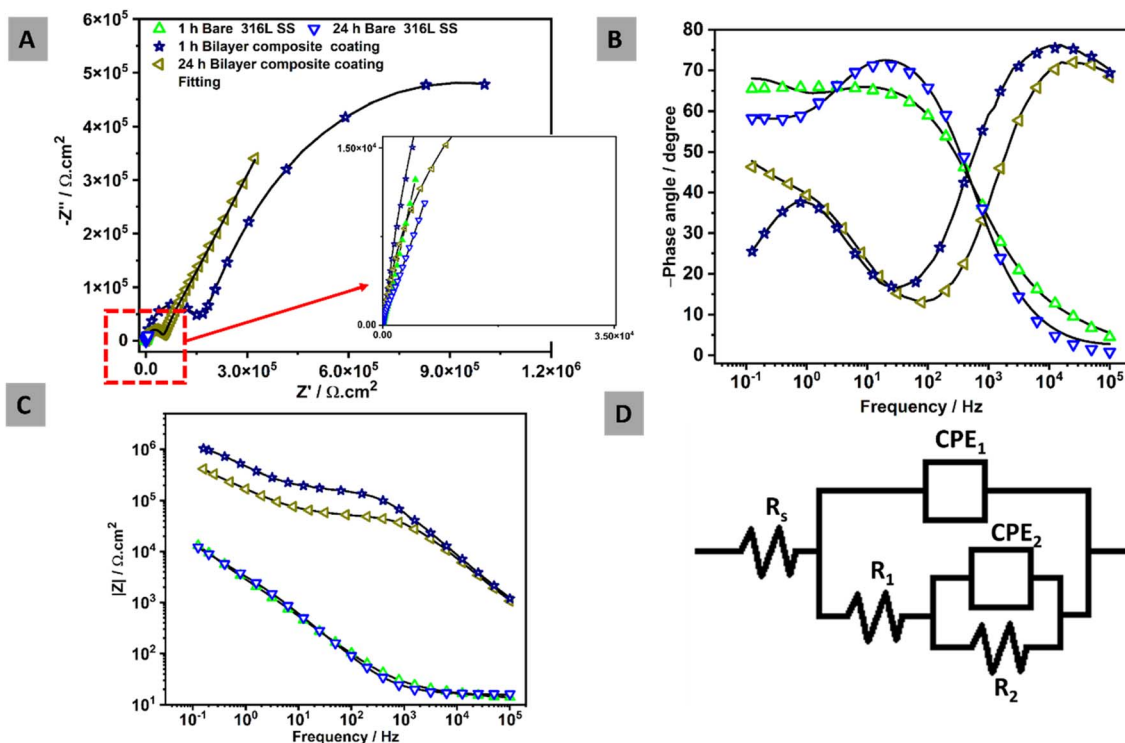 A
6×10⁵
5×10⁵
4×10⁵
3×10⁵
2×10⁵
1×10⁵
0
-Z'' / Ω.cm²
1 h Bare 316L SS
24 h Bare 316L SS
1 h Bilayer composite coating
24 h Bilayer composite coating
Fitting
1.50×10⁴
0.00
0.00
3.50×10⁴
0.0
3.0×10⁵
6.0×10⁵
9.0×10⁵
1.2×10⁶
Z' / Ω.cm²
B
80
70
60
50
40
30
20
10
0
−Phase angle / degree
10⁻¹
10⁰
10¹
10²
10³
10⁴
10⁵
Frequency / Hz
C
10⁶
10⁵
10⁴
10³
10²
10¹
|Z| / Ω.cm²
10⁻¹
10⁰
10¹
10²
10³
10⁴
10⁵
Frequency / Hz
D
CPE₁
Rₛ
CPE₂
R₁
R₂